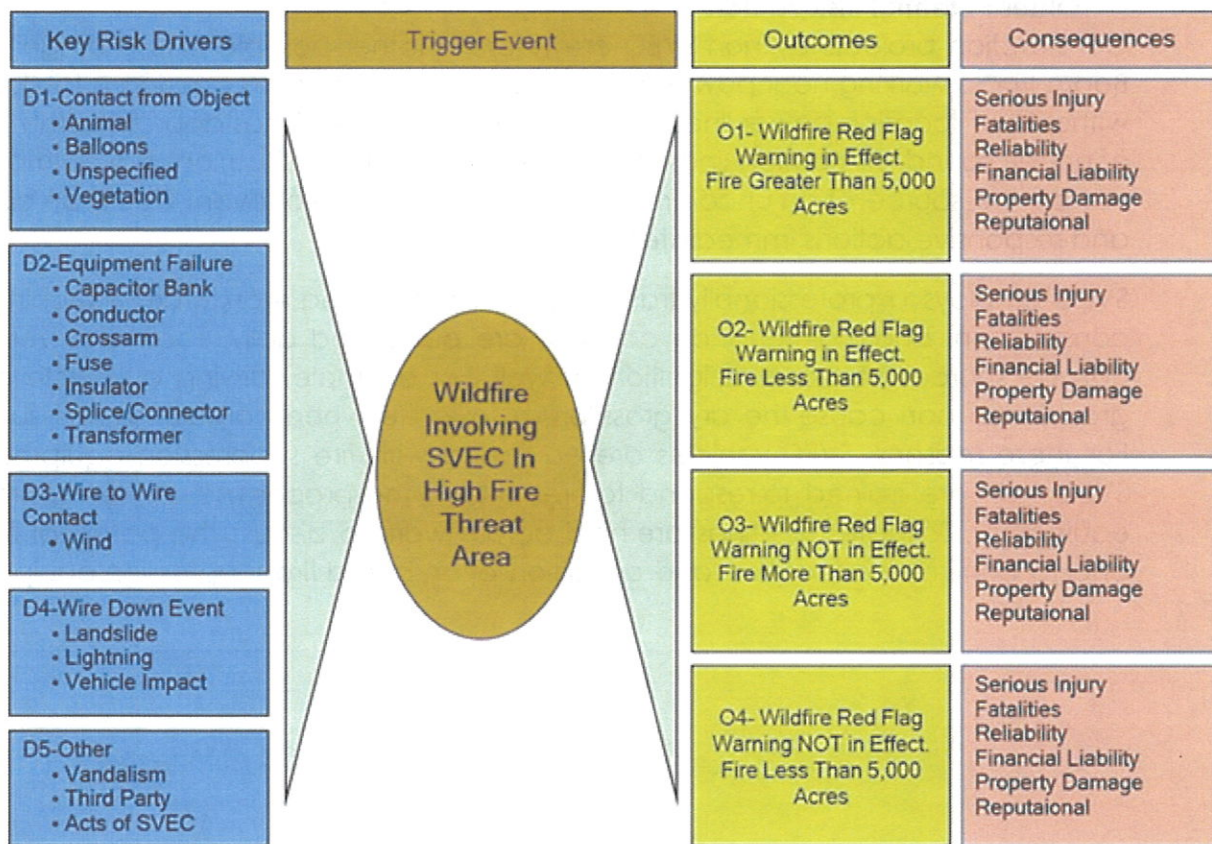 Key Risk Drivers
Trigger Event
Outcomes
Consequences
D1-Contact from Object
• Animal
• Balloons
• Unspecified
• Vegetation
D2-Equipment Failure
• Capacitor Bank
• Conductor
• Crossarm
• Fuse
• Insulator
• Splice/Connector
• Transformer
D3-Wire to Wire
Contact
• Wind
D4-Wire Down Event
• Landslide
• Lightning
• Vehicle Impact
D5-Other
• Vandalism
• Third Party
• Acts of SVEC
Wildfire
Involving
SVEC In
High Fire
Threat
Area
O1- Wildfire Red Flag
Warning in Effect.
Fire Greater Than 5,000
Acres
Serious Injury
Fatalities
Reliability
Financial Liability
Property Damage
Reputaional
O2- Wildfire Red Flag
Warning in Effect.
Fire Less Than 5,000
Acres
Serious Injury
Fatalities
Reliability
Financial Liability
Property Damage
Reputaional
O3- Wildfire Red Flag
Warning NOT in Effect.
Fire More Than 5,000
Acres
Serious Injury
Fatalities
Reliability
Financial Liability
Property Damage
Reputaional
O4- Wildfire Red Flag
Warning NOT in Effect.
Fire Less Than 5,000
Acres
Serious Injury
Fatalities
Reliability
Financial Liability
Property Damage
Reputaional